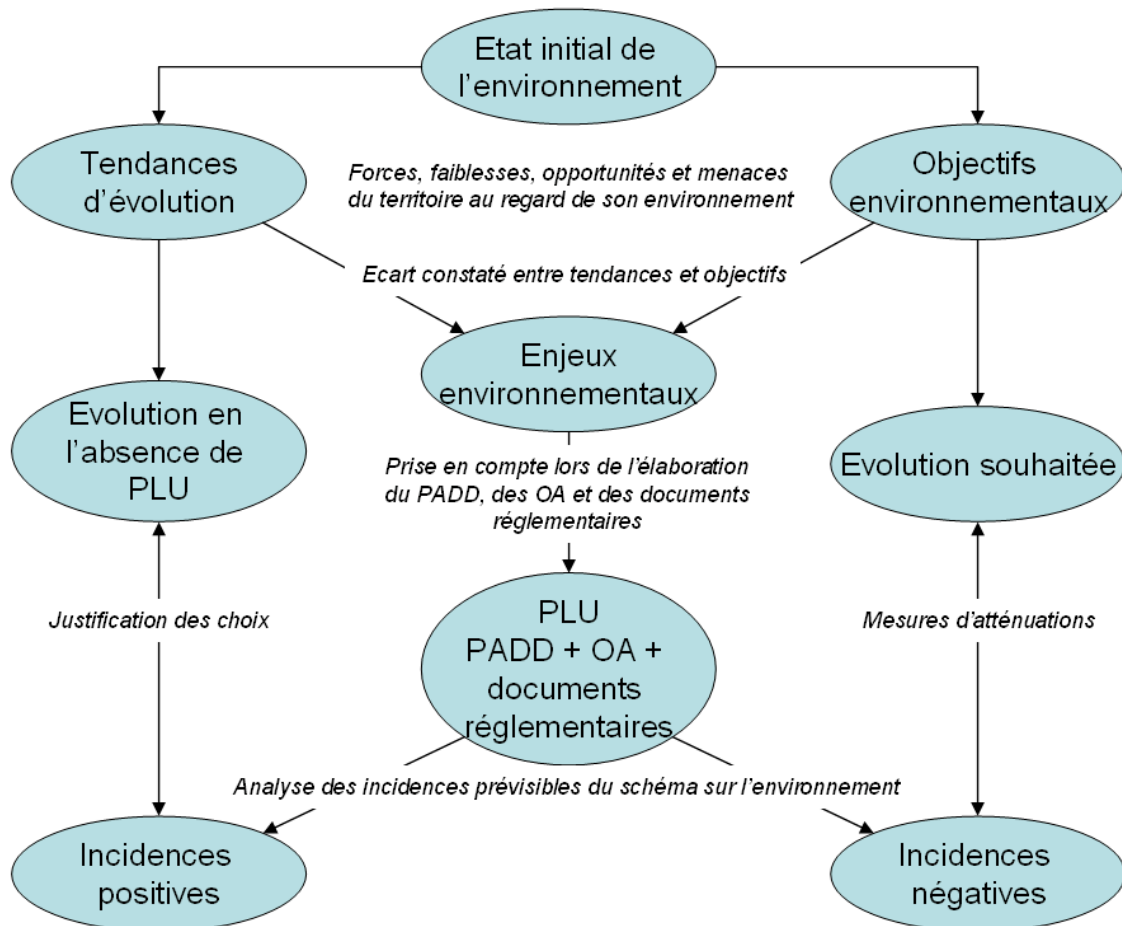 Etat initial de
l'environnement
Tendances
d'évolution
Forces, faiblesses, opportunités et menaces
du territoire au regard de son environnement
Objectifs
environnementaux
Ecart constaté entre tendances et objectifs
Enjeux
environnementaux
Evolution en
l'absence de
PLU
Prise en compte lors de l'élaboration
du PADD, des OA et des documents
réglementaires
Evolution souhaitée
Justification des choix
PLU
PADD + OA +
documents
réglementaires
Mesures d'atténuations
Analyse des incidences prévisibles du schéma sur l'environnement
Incidences
positives
Incidences
négatives